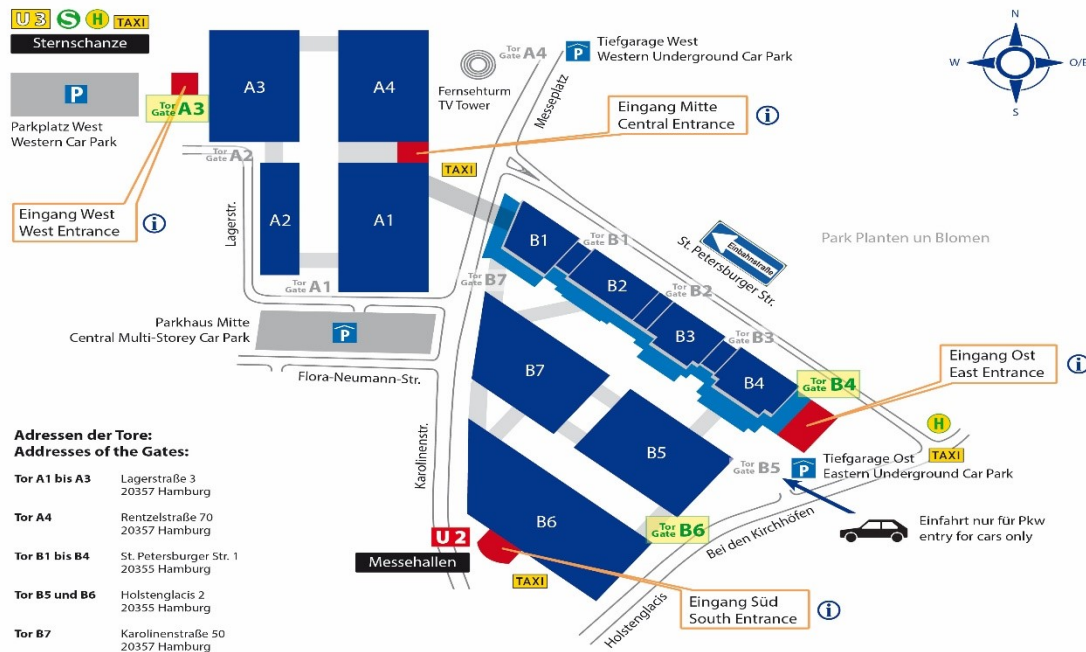 U3 S H TAXI
Sternschanze
P
Parkplatz West
Western Car Park
Tor
Gate A3
A3
A4
Fernsehturm
TV Tower
Tor
Gate A4
P
Tiefgarage West
Western Underground Car Park
Messeplatz
Eingang Mitte
Central Entrance
i
N
W
O/E
S
Tor
Gate A2
TAXI
Eingang West
West Entrance
i
Lagerstr.
A2
A1
Tor
Gate A1
B1
Tor
Gate B1
Einbahnstraße
St. Petersburger Str.
Park Planten un Blomen
Tor
Gate B7
B2
Tor
Gate B2
Parkhaus Mitte
Central Multi-Storey Car Park
P
B3
Tor
Gate B3
Eingang Ost
East Entrance
i
Flora-Neumann-Str.
B7
B4
Tor
Gate B4
H
TAXI
B5
Tor
Gate B5
P
Tiefgarage Ost
Eastern Underground Car Park
Karolinenstr.
B6
Tor
Gate B6
Bei den Kirchhöfen
Einfahrt nur für Pkw
entry for cars only
U2
Messehallen
TAXI
Holstenglacis
Eingang Süd
South Entrance
i
Adressen der Tore:
Addresses of the Gates:
Tor A1 bis A3 Lagerstraße 3
20357 Hamburg
Tor A4 Rentzelstraße 70
20357 Hamburg
Tor B1 bis B4 St. Petersburger Str. 1
20355 Hamburg
Tor B5 und B6 Holstenglacis 2
20355 Hamburg
Tor B7 Karolinenstraße 50
20357 Hamburg